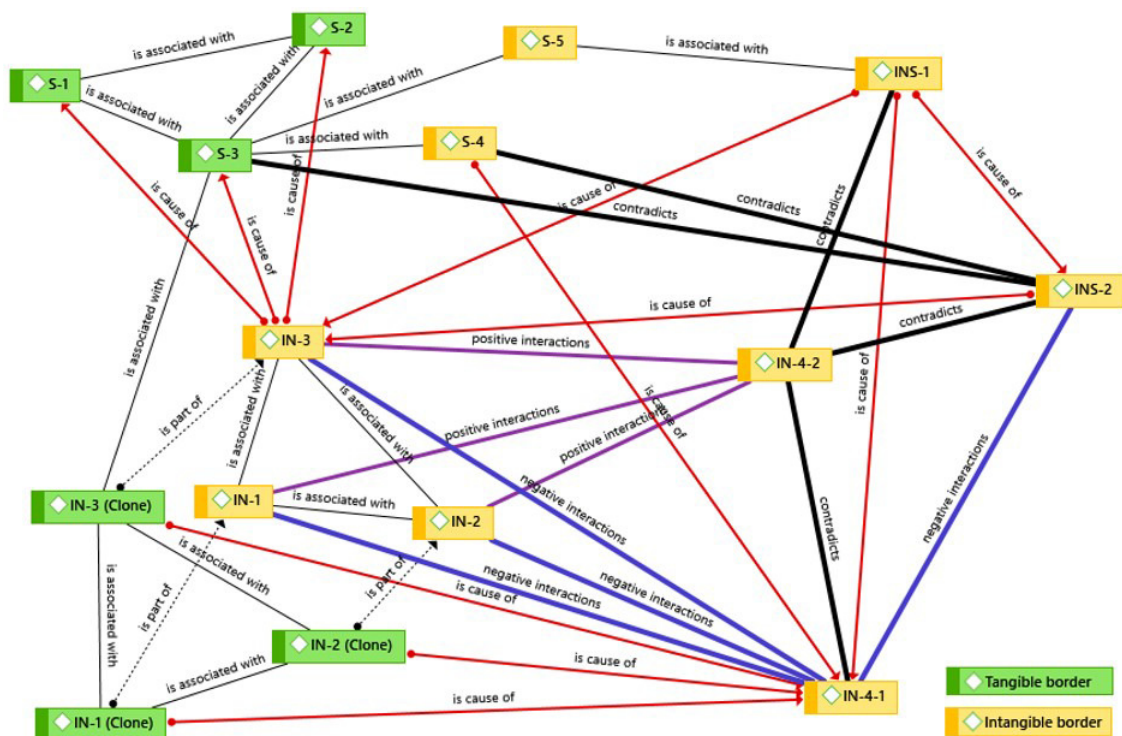 S-2
is associated with
S-5
is associated with
INS-1
S-1
is associated with
is associated with
is associated with
S-3
is associated with
S-4
is cause of
is cause of
is cause of
is cause of
contradicts
contradicts
contradicts
is cause of
is cause of
INS-2
is associated with
IN-3
positive interactions
contradicts
IN-4-2
is cause of
is part of
is associated with
is associated with
positive interactions
positive interactions
is cause of
IN-3 (Clone)
IN-1
is associated with
IN-2
negative interactions
contradicts
negative interactions
is associated with
is associated with
is part of
is part of
negative interactions
is cause of
negative interactions
IN-2 (Clone)
is cause of
is associated with
IN-1 (Clone)
is cause of
IN-4-1
Tangible border
Intangible border